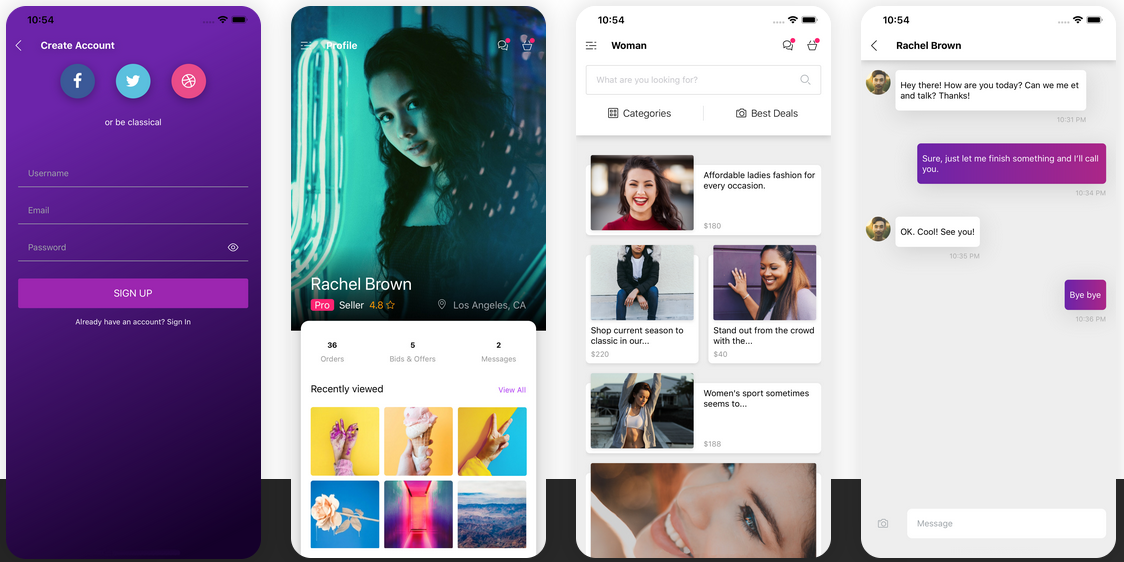 10:54
Create Account
or be classical
Username
Email
Password
SIGN UP
Already have an account? Sign In
Profile
Rachel Brown
Pro Seller 4.8 Los Angeles, CA
36 5 2
Orders Bids & Offers Messages
Recently viewed View All
10:54
Woman
What are you looking for?
Categories Best Deals
Affordable ladies fashion for
every occasion.
$180
Shop current season to
classic in our...
$220
Stand out from the crowd
with the...
$40
Women's sport sometimes
seems to...
$188
10:54
Rachel Brown
Hey there! How are you today? Can we me et
and talk? Thanks!
10:31 PM
Sure, just let me finish something and I'll call
you.
10:34 PM
OK. Cool! See you!
10:35 PM
Bye bye
10:36 PM
Message